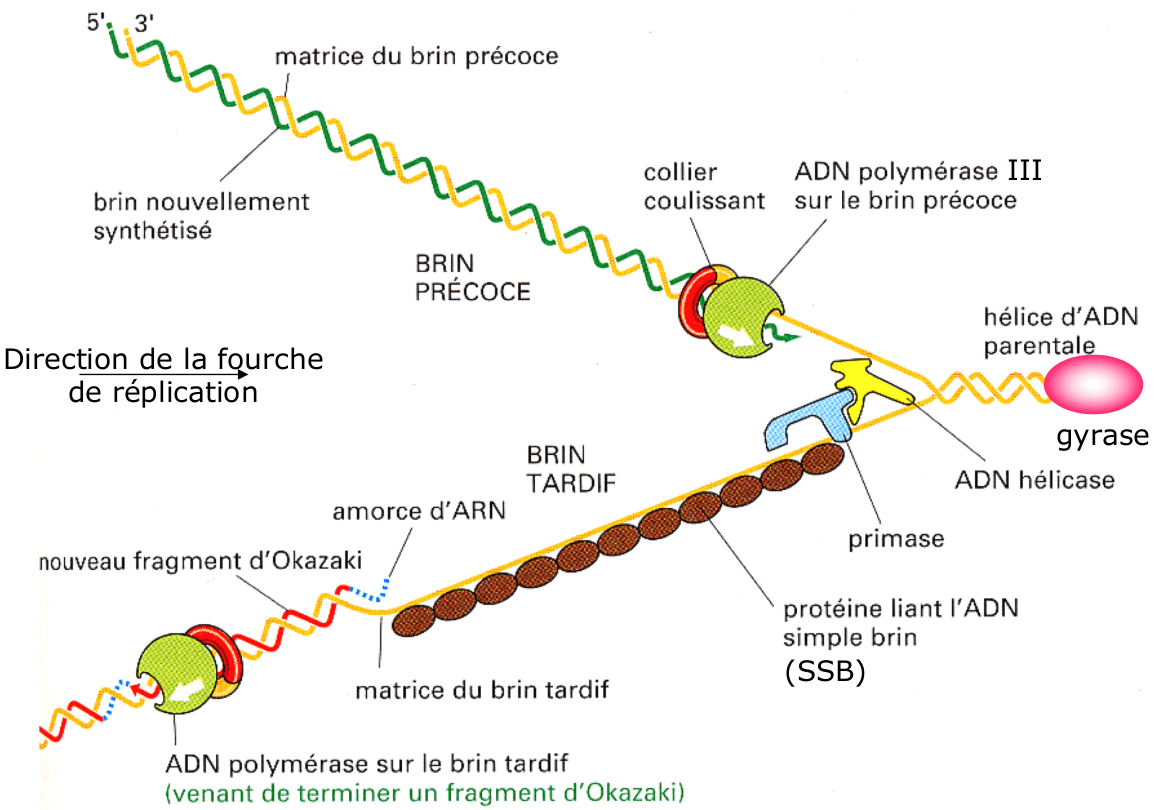 5' 3'
matrice du brin précoce
brin nouvellement
synthétisé
collier
coulissant
ADN polymérase III
sur le brin précoce
BRIN
PRÉCOCE
hélice d'ADN
parentale
Direction de la fourche
de réplication
gyrase
BRIN
TARDIF
ADN hélicase
amorce d'ARN
primase
nouveau fragment d'Okazaki
protéine liant l'ADN
simple brin
(SSB)
matrice du brin tardif
ADN polymérase sur le brin tardif
(venant de terminer un fragment d'Okazaki)